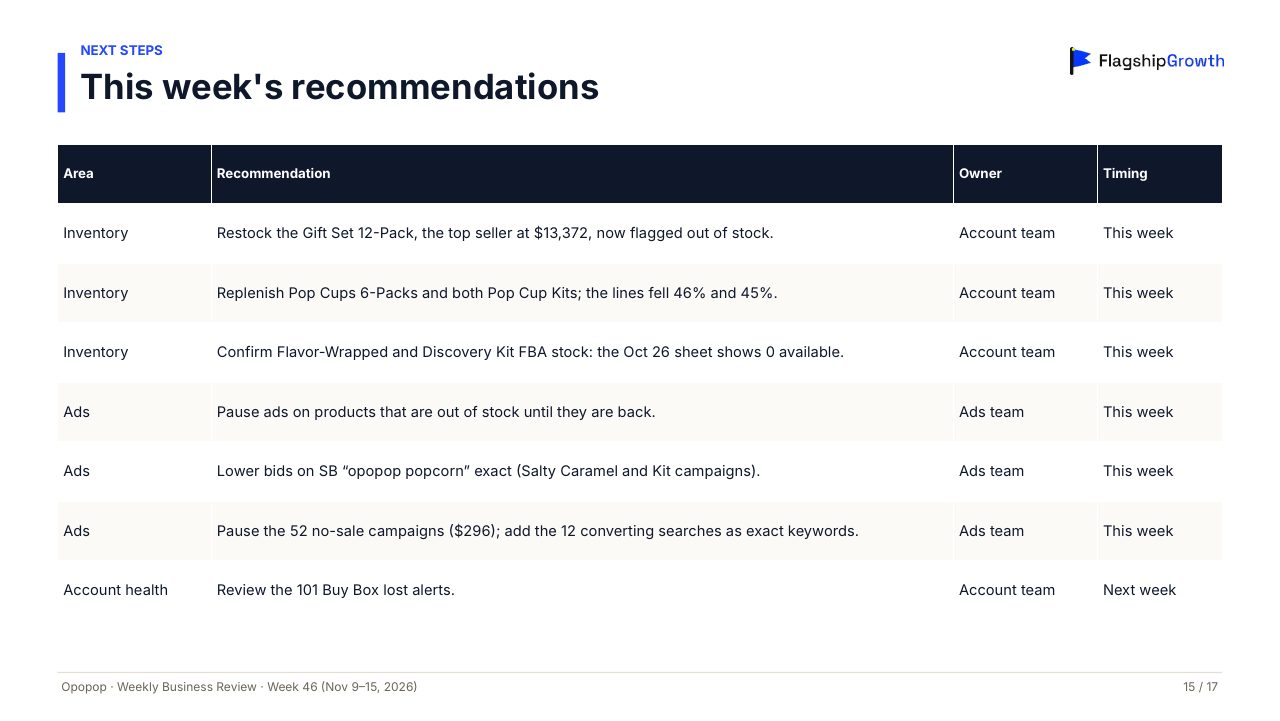 NEXT STEPS
This week's recommendations
FlagshipGrowth
Area Recommendation Owner Timing
Inventory Restock the Gift Set 12-Pack, the top seller at $13,372, now flagged out of stock. Account team This week
Inventory Replenish Pop Cups 6-Packs and both Pop Cup Kits; the lines fell 46% and 45%. Account team This week
Inventory Confirm Flavor-Wrapped and Discovery Kit FBA stock: the Oct 26 sheet shows 0 available. Account team This week
Ads Pause ads on products that are out of stock until they are back. Ads team This week
Ads Lower bids on SB “opopop popcorn” exact (Salty Caramel and Kit campaigns). Ads team This week
Ads Pause the 52 no-sale campaigns ($296); add the 12 converting searches as exact keywords. Ads team This week
Account health Review the 101 Buy Box lost alerts. Account team Next week
Opopop · Weekly Business Review · Week 46 (Nov 9–15, 2026) 15 / 17